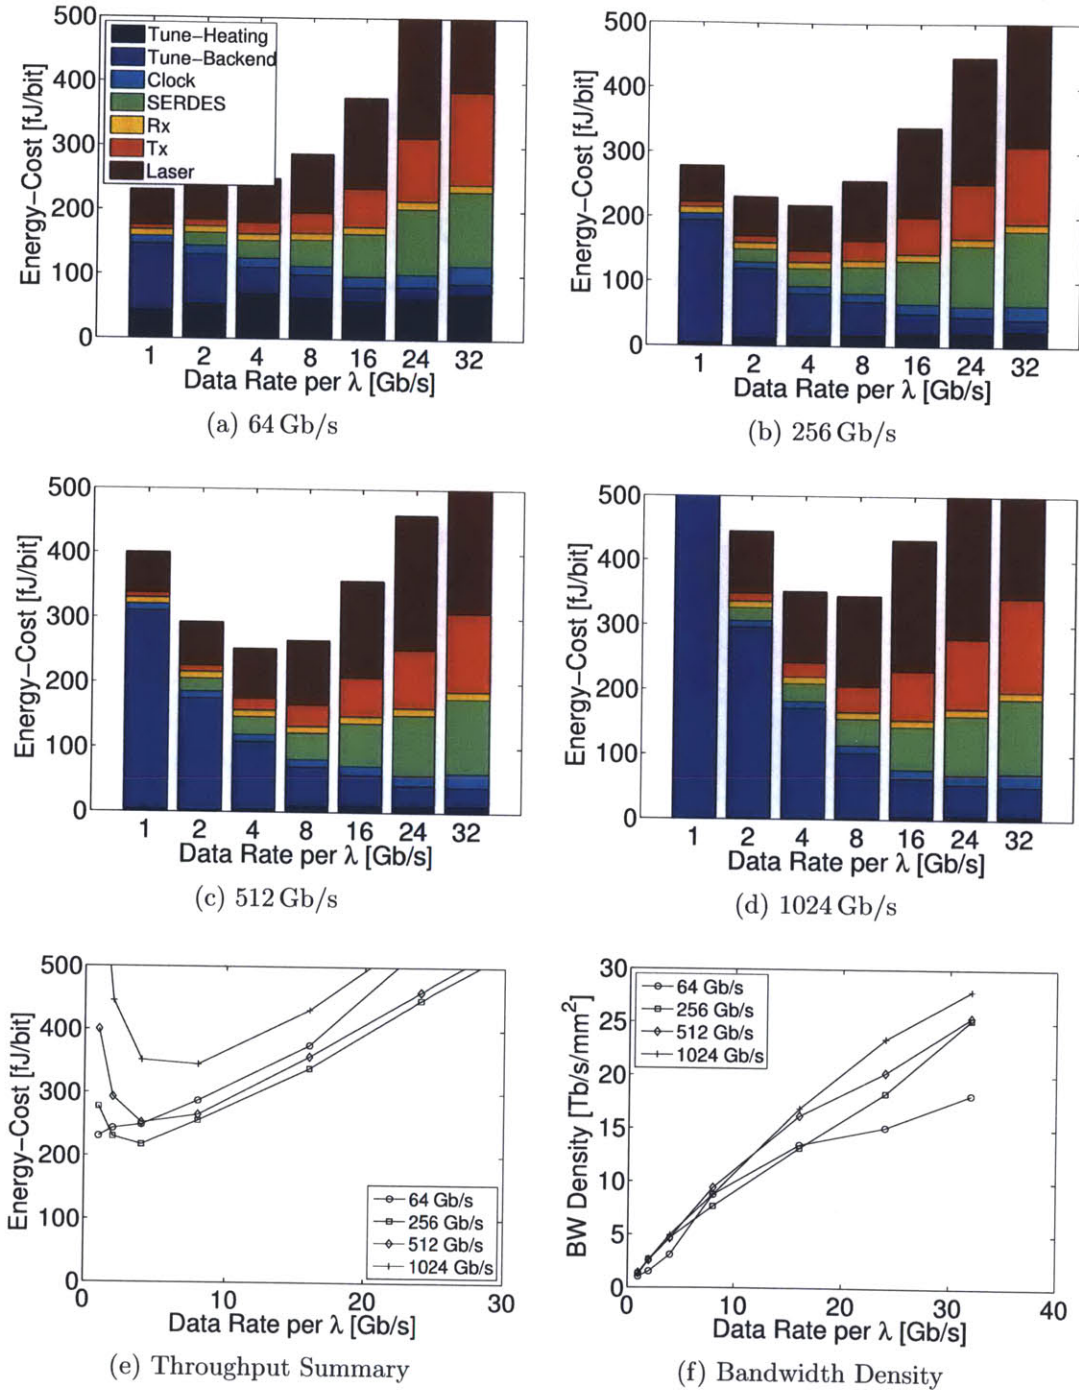 500
400
300
200
100
0
Energy-Cost [fJ/bit]
Tune-Heating
Tune-Backend
Clock
SERDES
Rx
Tx
Laser
1 2 4 8 16 24 32
Data Rate per λ [Gb/s]
(a) 64 Gb/s
500
400
300
200
100
0
Energy-Cost [fJ/bit]
1 2 4 8 16 24 32
Data Rate per λ [Gb/s]
(b) 256 Gb/s
500
400
300
200
100
0
Energy-Cost [fJ/bit]
1 2 4 8 16 24 32
Data Rate per λ [Gb/s]
(c) 512 Gb/s
500
400
300
200
100
0
Energy-Cost [fJ/bit]
1 2 4 8 16 24 32
Data Rate per λ [Gb/s]
(d) 1024 Gb/s
500
400
300
200
100
0
Energy-Cost [fJ/bit]
64 Gb/s
256 Gb/s
512 Gb/s
1024 Gb/s
0 10 20 30
Data Rate per λ [Gb/s]
(e) Throughput Summary
30
25
20
15
10
5
0
BW Density [Tb/s/mm²]
64 Gb/s
256 Gb/s
512 Gb/s
1024 Gb/s
0 10 20 30 40
Data Rate per λ [Gb/s]
(f) Bandwidth Density